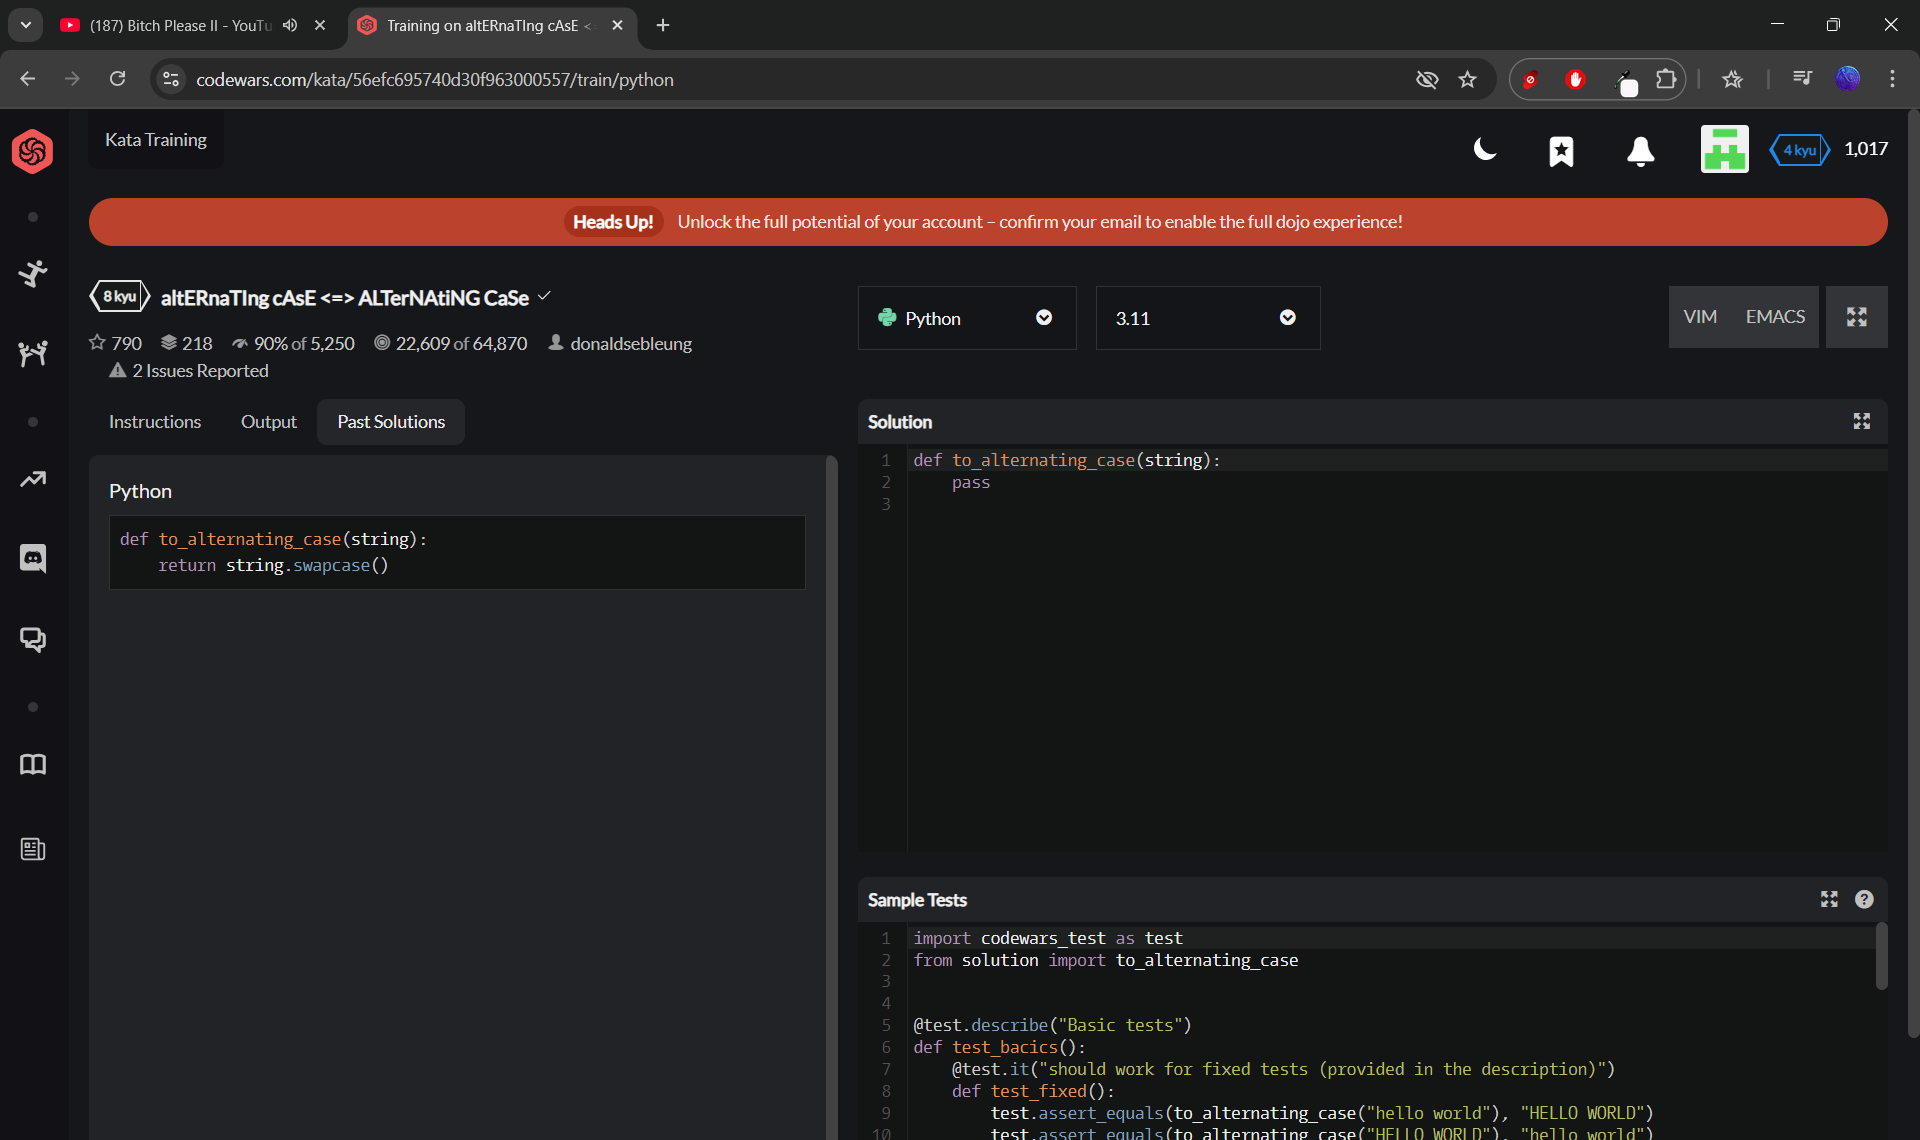 (187) Bitch Please II - YouTu
Training on altERnaTIng cAsE <
codewars.com/kata/56efc695740d30f963000557/train/python
Kata Training
4 kyu
1,017
Heads Up! Unlock the full potential of your account – confirm your email to enable the full dojo experience!
8 kyu altERnaTIng cAsE <=> ALTerNAtiNG CaSe
790 218 90% of 5,250 22,609 of 64,870 donaldsebleung
2 Issues Reported
Python
3.11
VIM EMACS
Instructions Output Past Solutions
Python
def to_alternating_case(string):
    return string.swapcase()
Solution
1 def to_alternating_case(string):
2     pass
3
Sample Tests
?
1 import codewars_test as test
2 from solution import to_alternating_case
3
4
5 @test.describe("Basic tests")
6 def test_bacics():
7     @test.it("should work for fixed tests (provided in the description)")
8     def test_fixed():
9         test.assert_equals(to_alternating_case("hello world"), "HELLO WORLD")
10         test.assert_equals(to_alternating_case("HELLO WORLD"), "hello world")